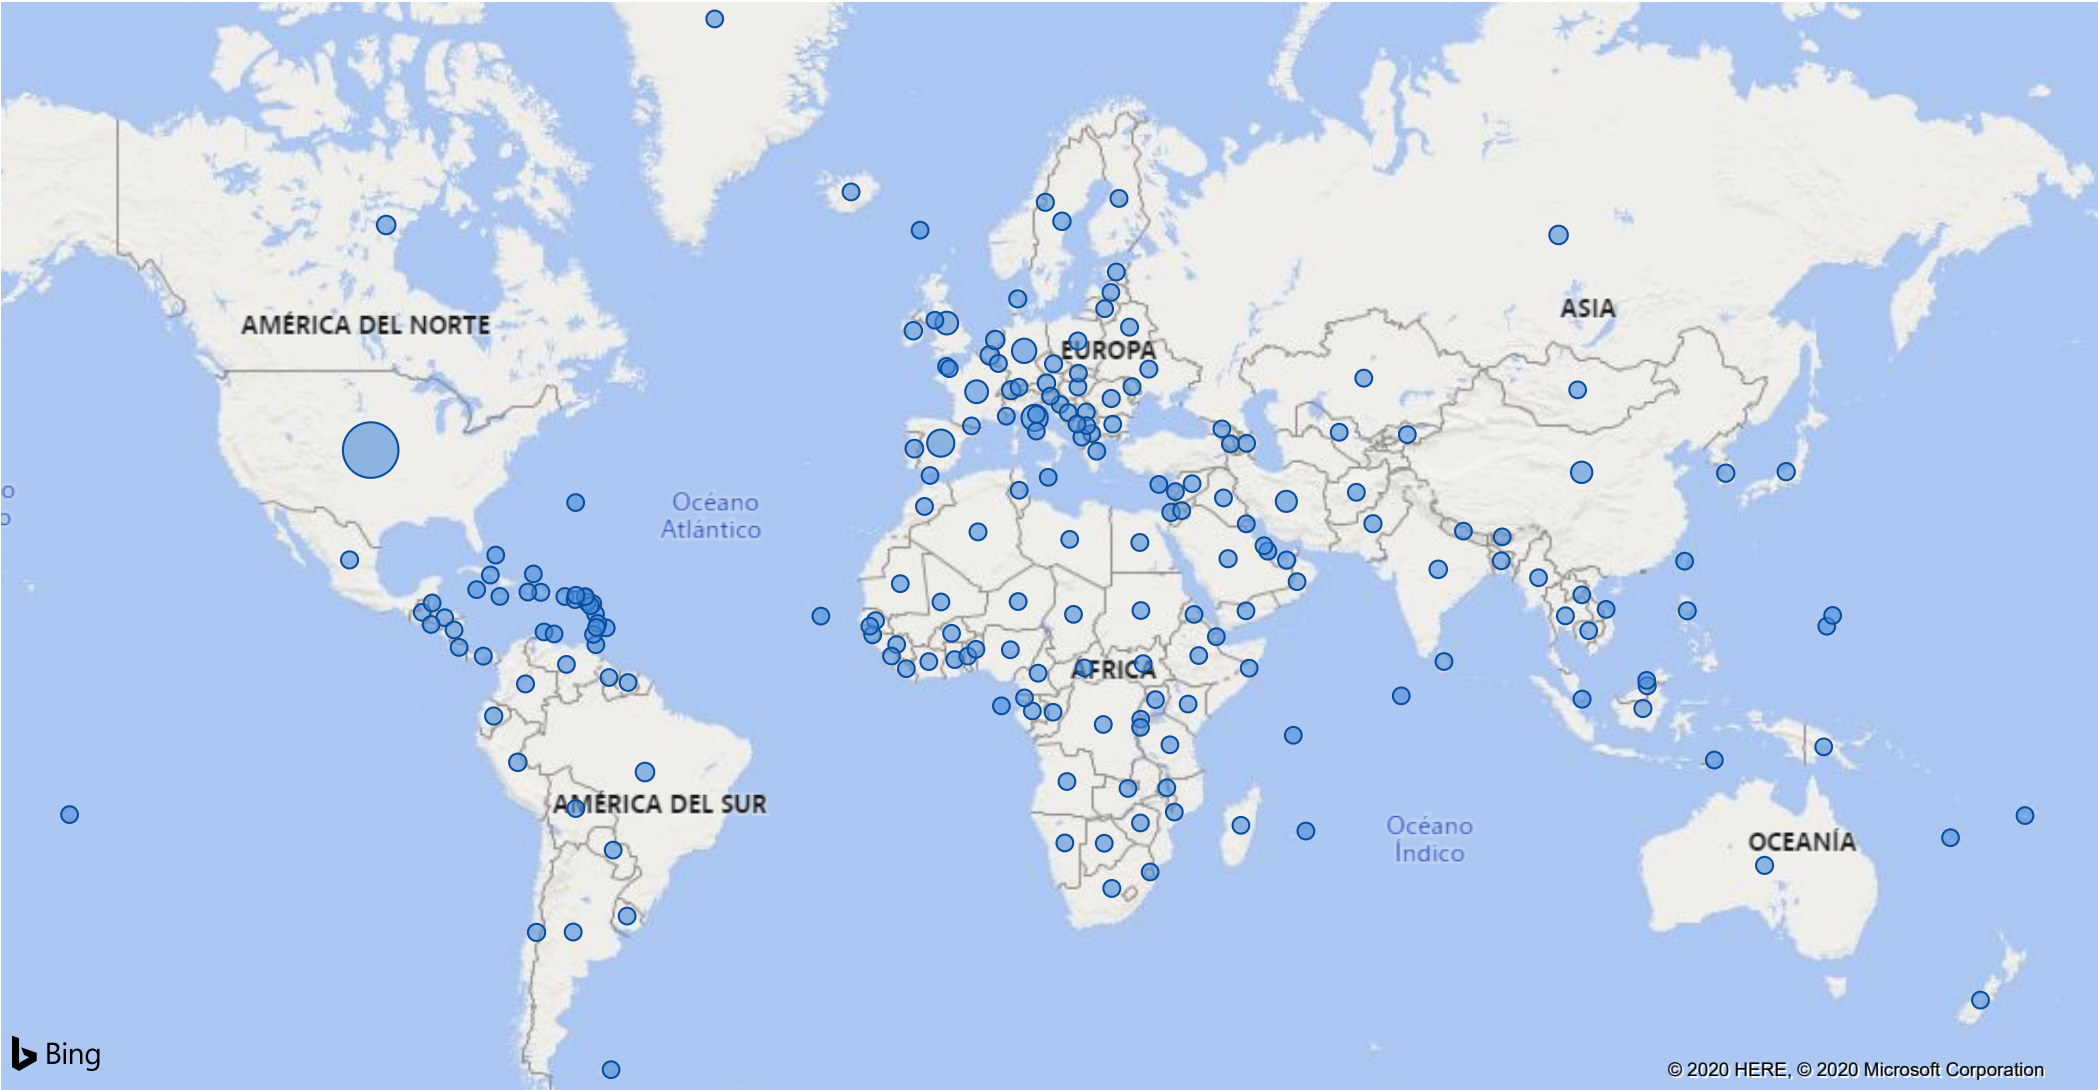 AMÉRICA DEL NORTE
ASIA
EUROPA
o
o
Océano
Atlántico
ÁFRICA
AMÉRICA DEL SUR
Océano
Índico
OCEANÍA
Bing
© 2020 HERE, © 2020 Microsoft Corporation